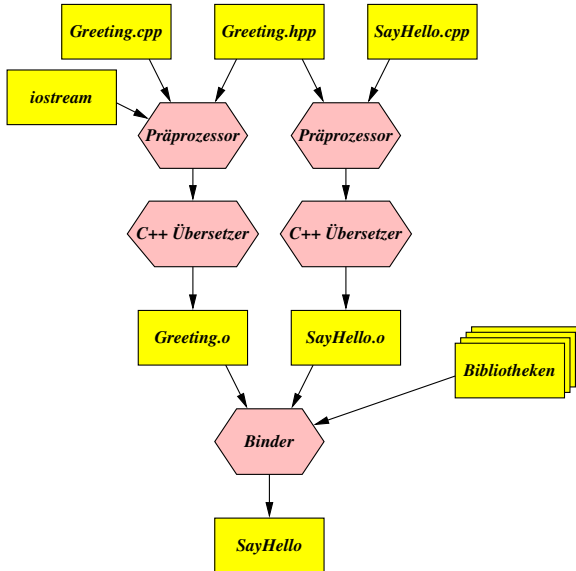 Greeting.cpp
Greeting.hpp
SayHello.cpp
iostream
Präprozessor
Präprozessor
C++ Übersetzer
C++ Übersetzer
Greeting.o
SayHello.o
Bibliotheken
Binder
SayHello